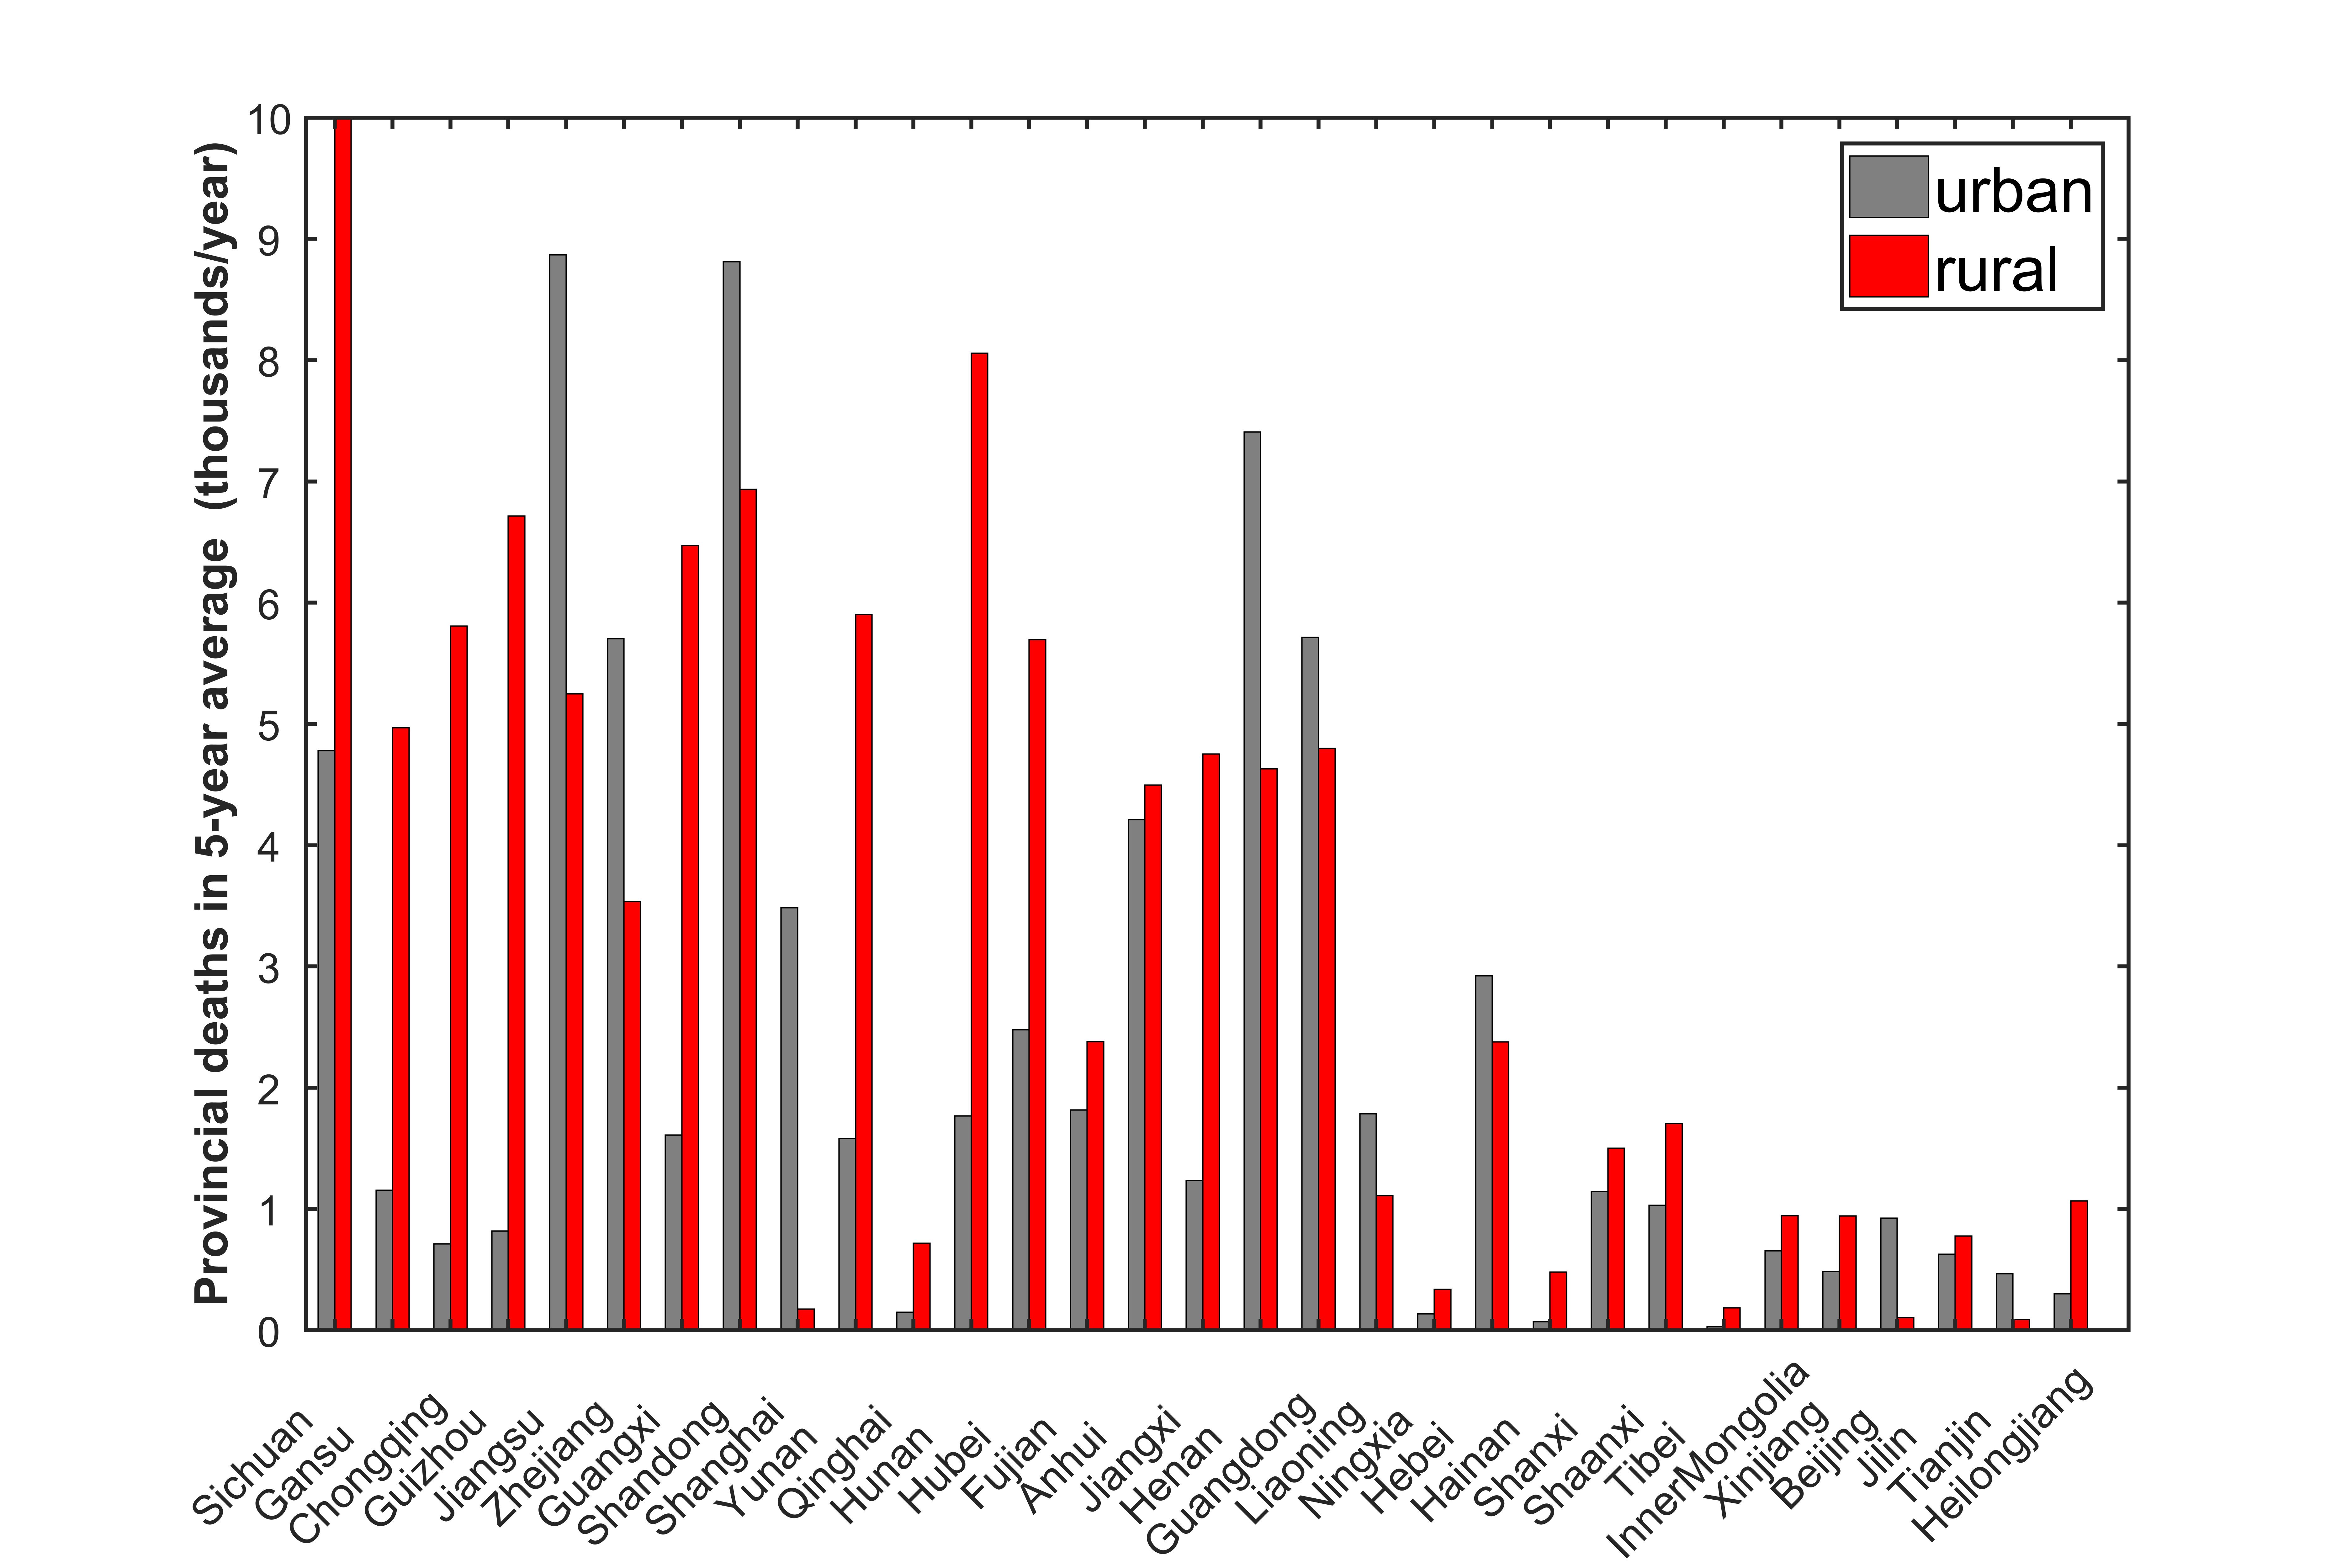 Provincial deaths in 5-year average (thousands/year)
10
9
8
7
6
5
4
3
2
1
0
urban
rural
Sichuan
Gansu
Chongqing
Guizhou
Jiangsu
Zhejiang
Guangxi
Shandong
Shanghai
Yunan
Qinghai
Hunan
Hubei
Fujian
Anhui
Jiangxi
Henan
Guangdong
Liaoning
Ningxia
Hebei
Hainan
Shanxi
Shaanxi
Tibei
InnerMongolia
Xinjiang
Beijing
Jilin
Tianjin
Heilongjiang